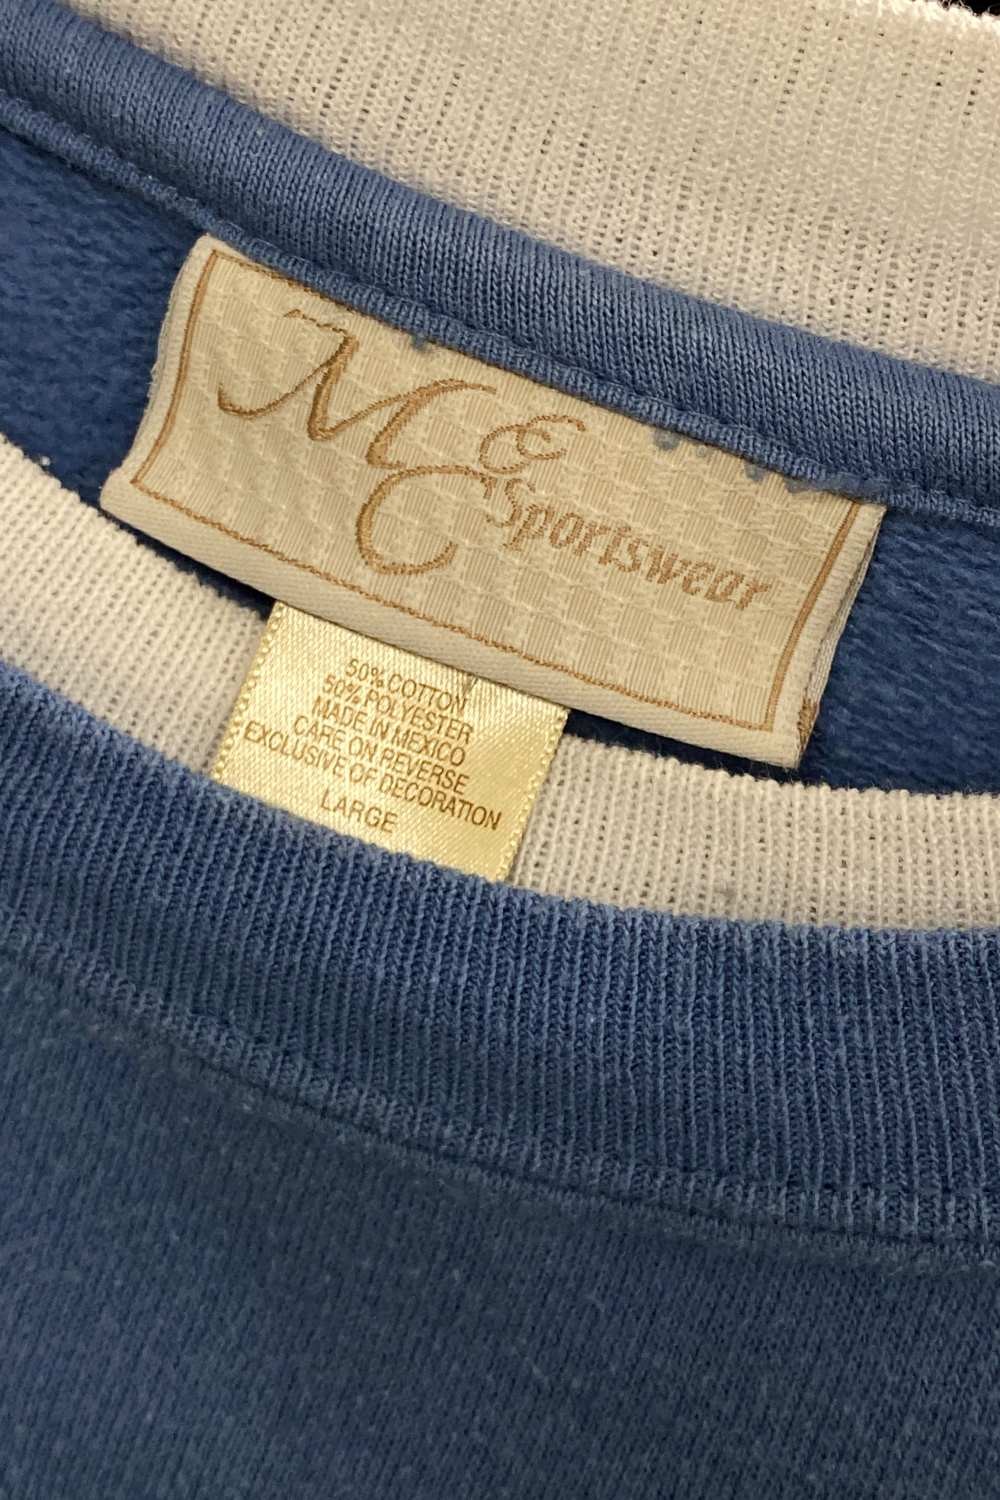 M & C Sportswear
50% COTTON
50% POLYESTER
MADE IN MEXICO
CARE ON REVERSE
EXCLUSIVE OF DECORATION
LARGE